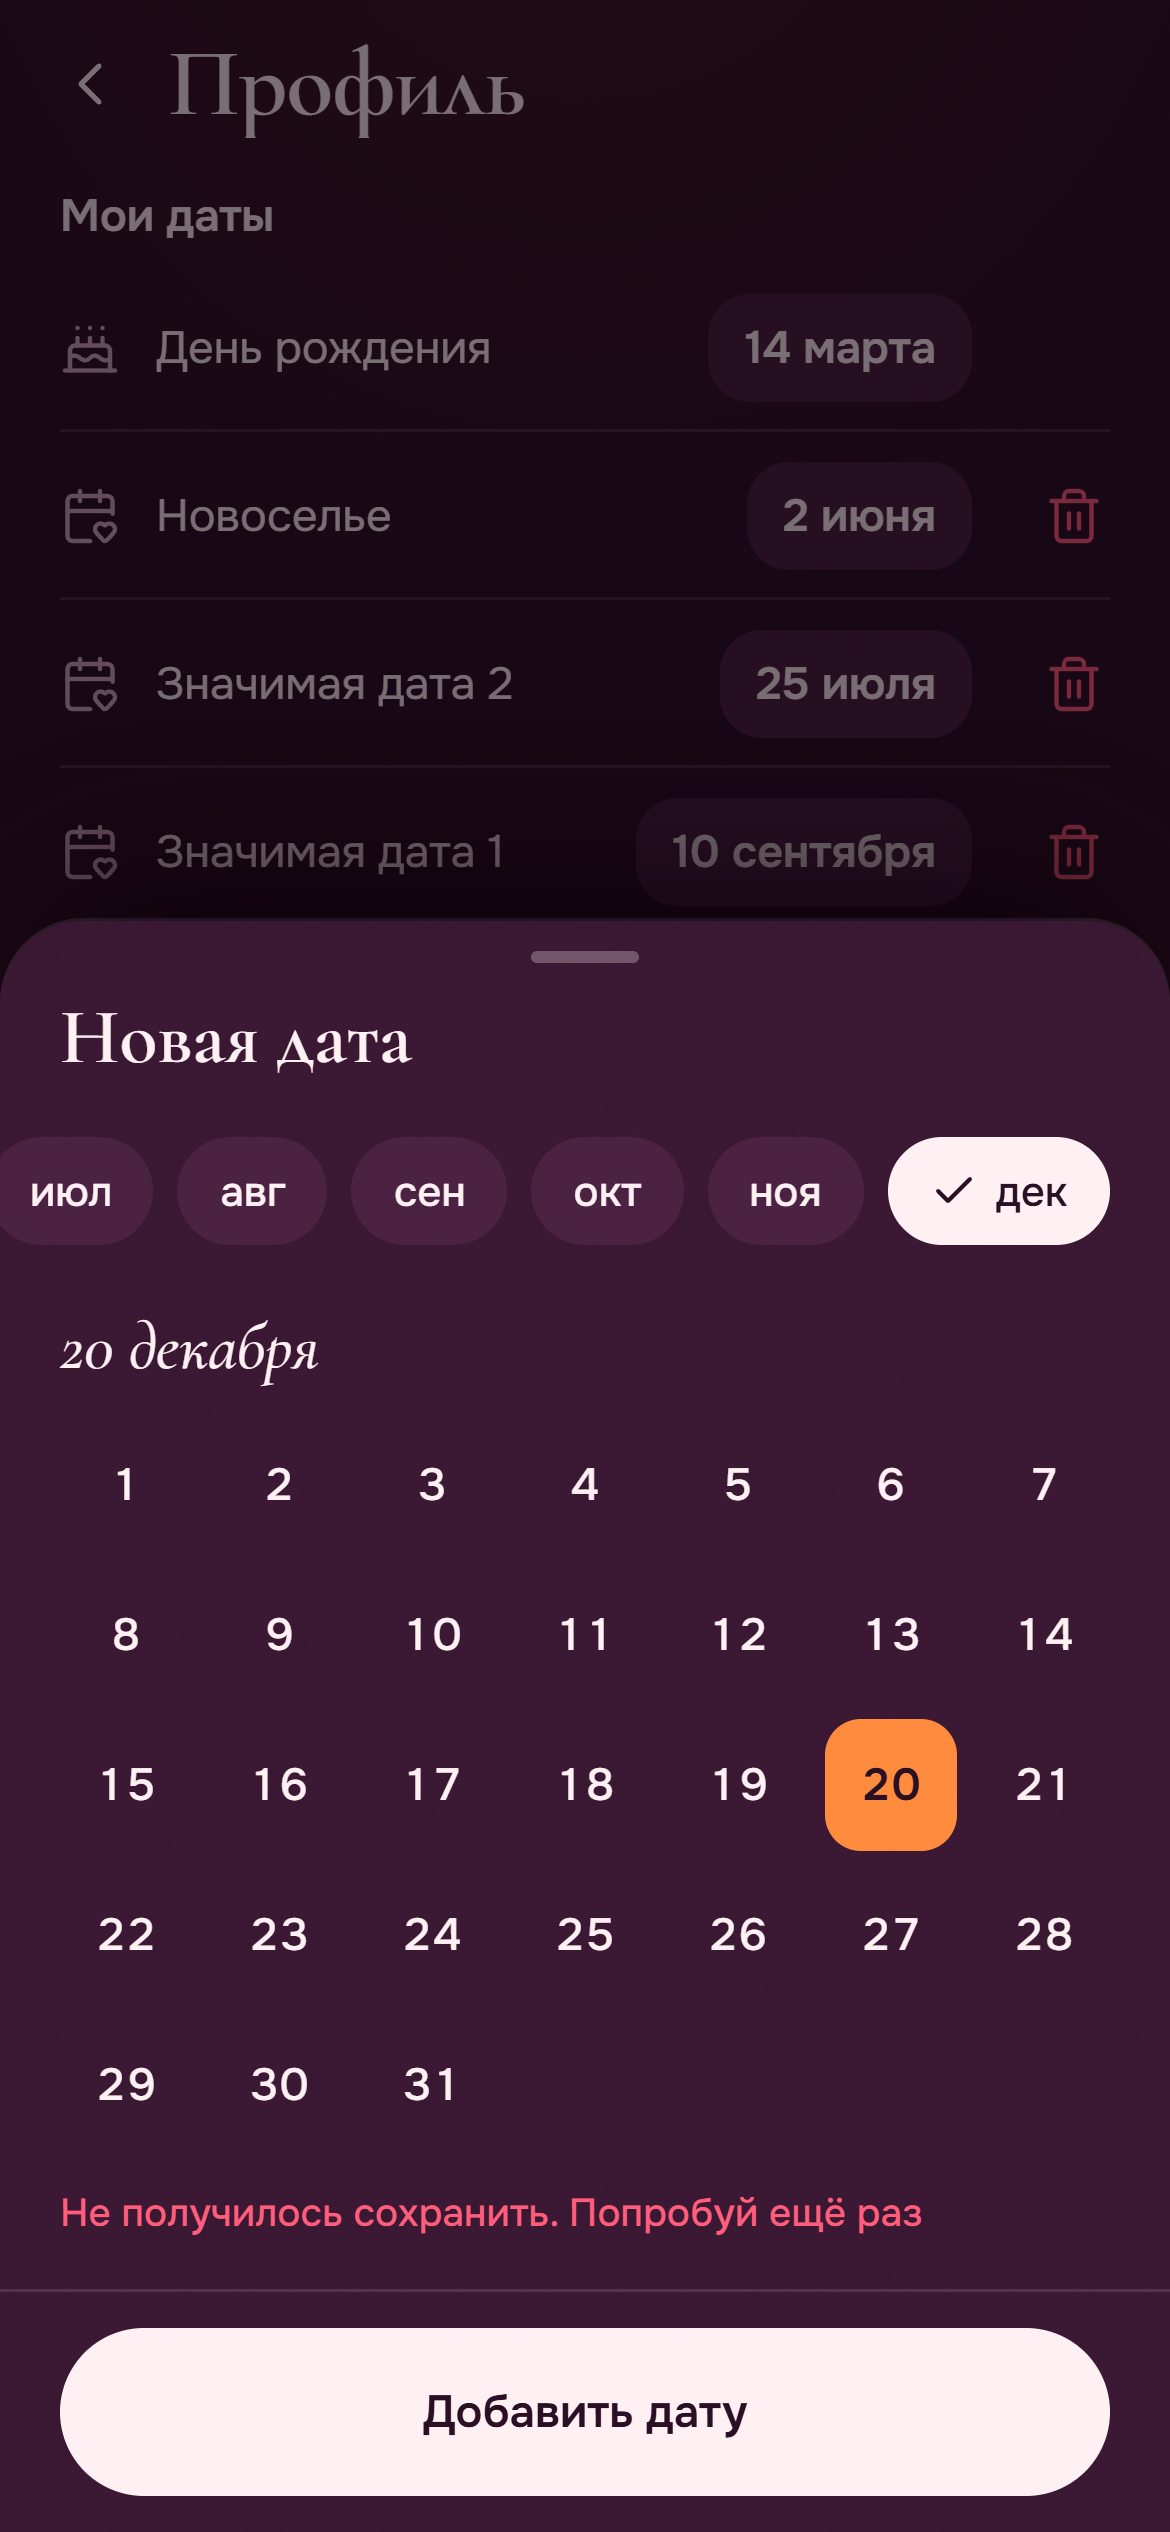 Профиль
Мои даты
День рождения 14 марта
Новоселье 2 июня
Значимая дата 2 25 июля
Значимая дата 1 10 сентября
Новая дата
июл авг сен окт ноя дек
20 декабря
1 2 3 4 5 6 7
8 9 10 11 12 13 14
15 16 17 18 19 20 21
22 23 24 25 26 27 28
29 30 31
Не получилось сохранить. Попробуй ещё раз
Добавить дату